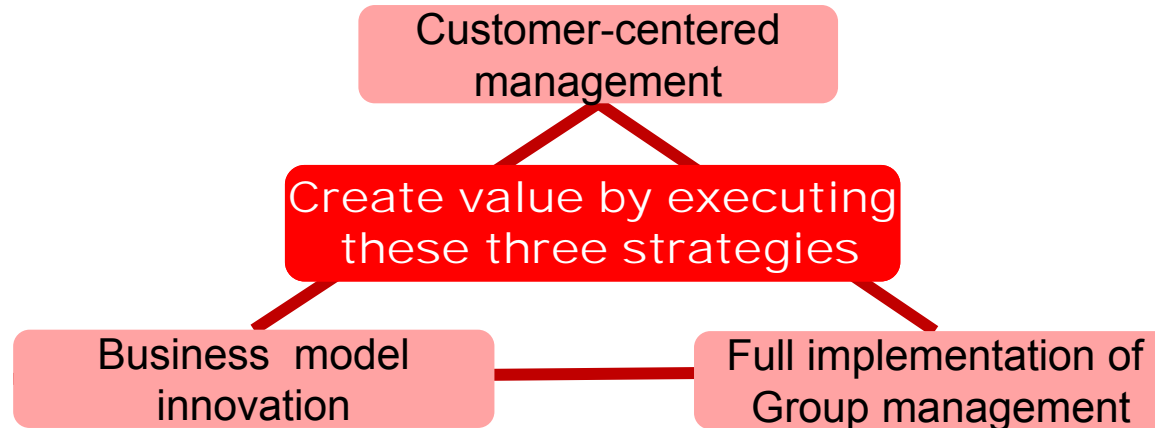 Customer-centered
management
Create value by executing
these three strategies
Business model
innovation
Full implementation of
Group management